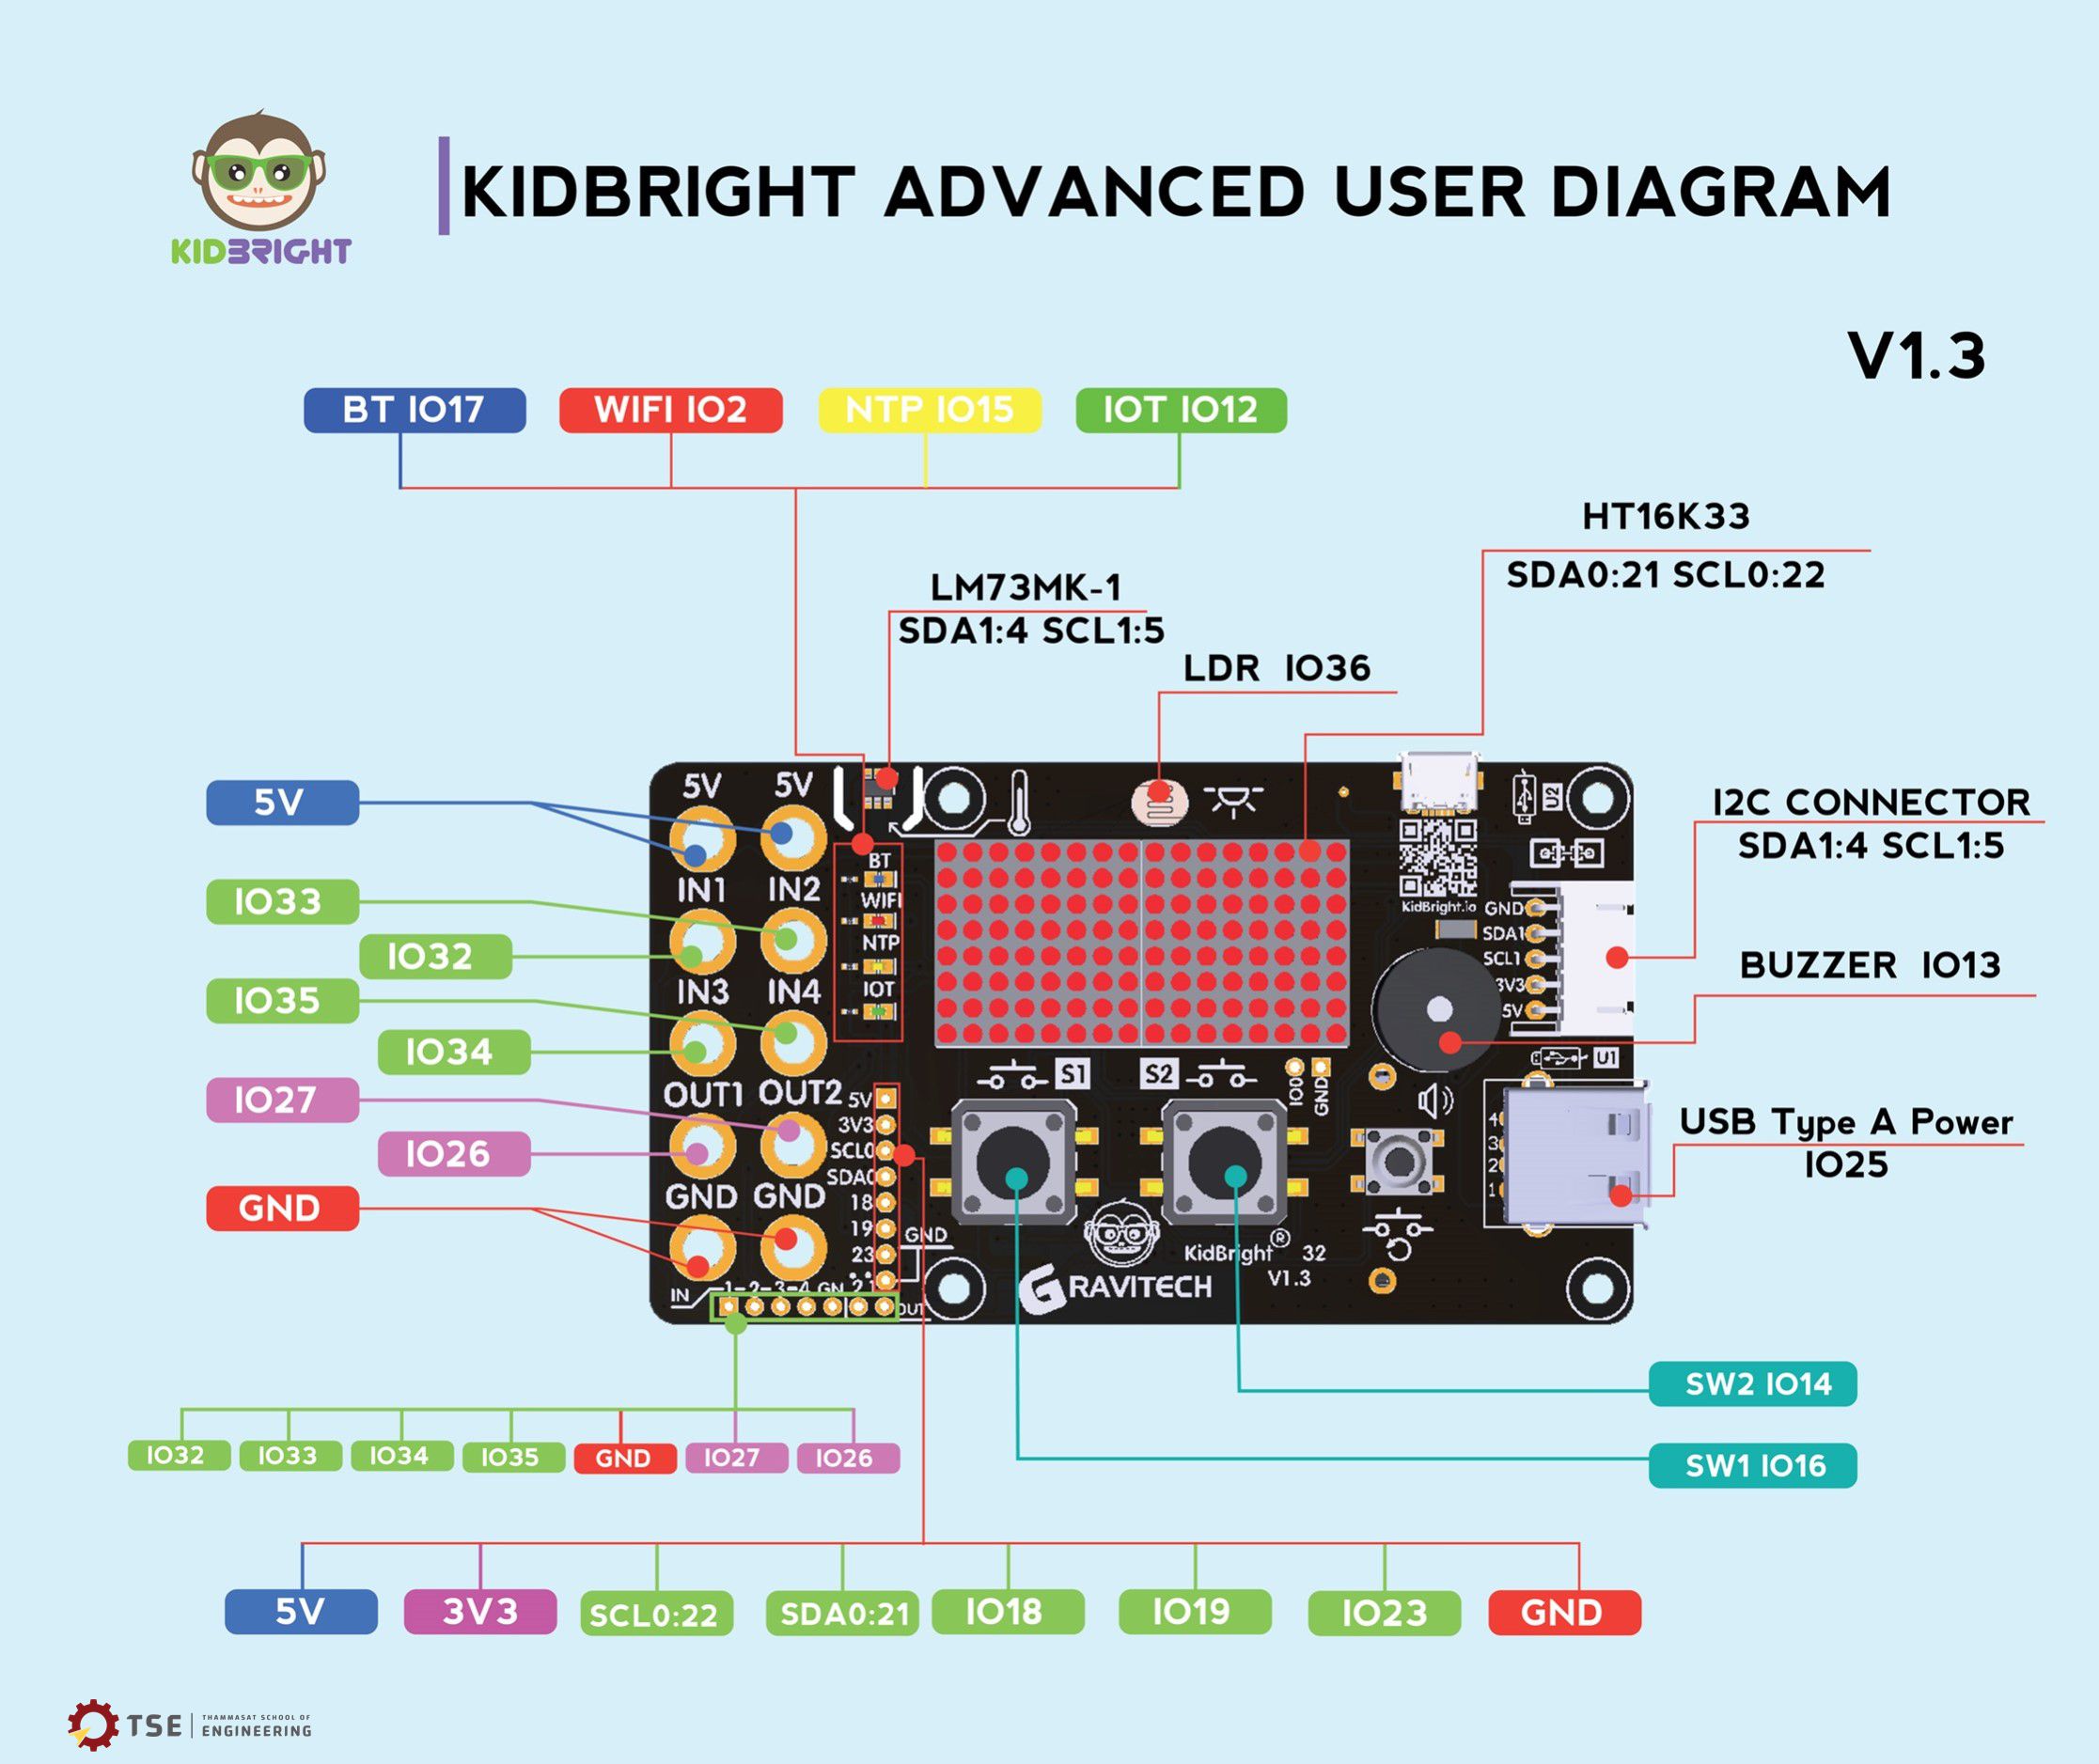 KIDBRIGHT
KIDBRIGHT ADVANCED USER DIAGRAM
V1.3
BT IO17
WIFI IO2
NTP IO15
IOT IO12
HT16K33
SDA0:21 SCL0:22
LM73MK-1
SDA1:4 SCL1:5
LDR IO36
I2C CONNECTOR
SDA1:4 SCL1:5
BUZZER IO13
USB Type A Power
IO25
5V
IO33
IO32
IO35
IO34
IO27
IO26
GND
5V 5V
IN1 IN2
IN3 IN4
OUT1 OUT2
GND GND
BT
WIFI
NTP
IOT
5V
3V3
SCL0
SDA0
18
19
23
GND
IN 1-2-3-4 GN 2 1
OUT
S1
S2
IO0
GND
U2
KidBright.io
GND
SDA1
SCL1
3V3
5V
U1
4
3
2
1
KidBright® 32
V1.3
GRAVITECH
SW2 IO14
SW1 IO16
IO32
IO33
IO34
IO35
GND
IO27
IO26
5V
3V3
SCL0:22
SDA0:21
IO18
IO19
IO23
GND
TSE
THAMMASAT SCHOOL OF
ENGINEERING